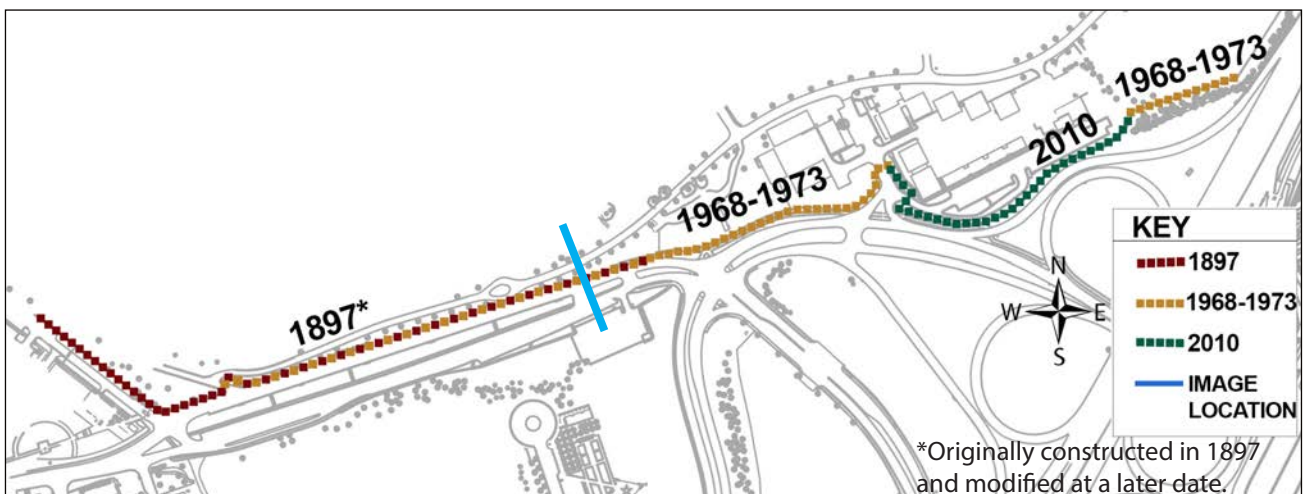 1968-1973
2010
1968-1973
1897*
KEY
1897
1968-1973
2010
IMAGE
LOCATION
N
W
E
S
*Originally constructed in 1897
and modified at a later date.